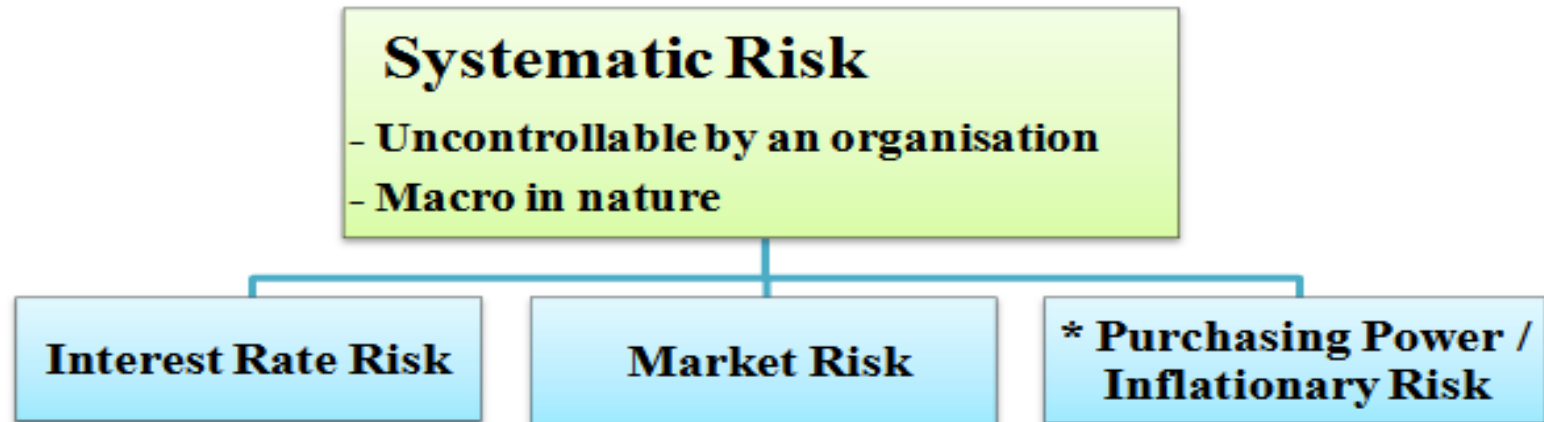 Systematic Risk
- Uncontrollable by an organisation
- Macro in nature
Interest Rate Risk
Market Risk
* Purchasing Power /
Inflationary Risk